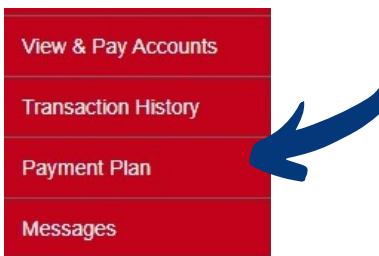 View & Pay Accounts
Transaction History
Payment Plan
Messages